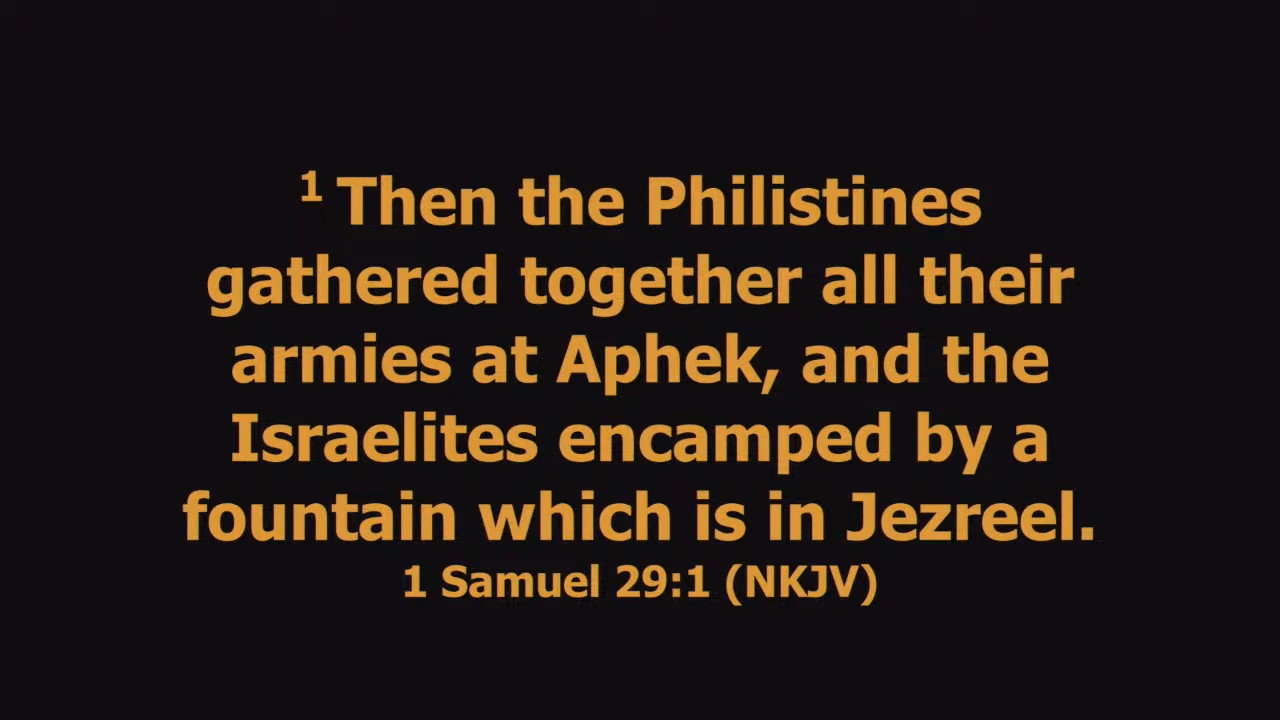 1 Then the Philistines
gathered together all their
armies at Aphek, and the
Israelites encamped by a
fountain which is in Jezreel.
1 Samuel 29:1 (NKJV)